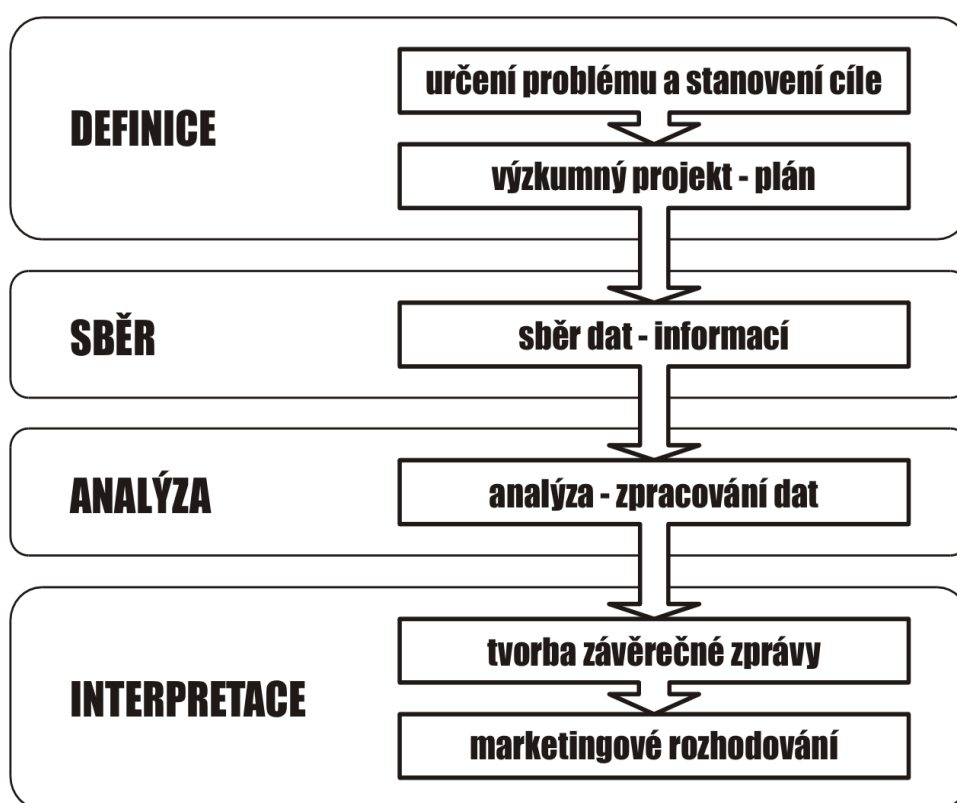 DEFINICE
určení problému a stanovení cíle
výzkumný projekt - plán
SBĚR
sběr dat - informací
ANALÝZA
analýza - zpracování dat
INTERPRETACE
tvorba závěrečné zprávy
marketingové rozhodování